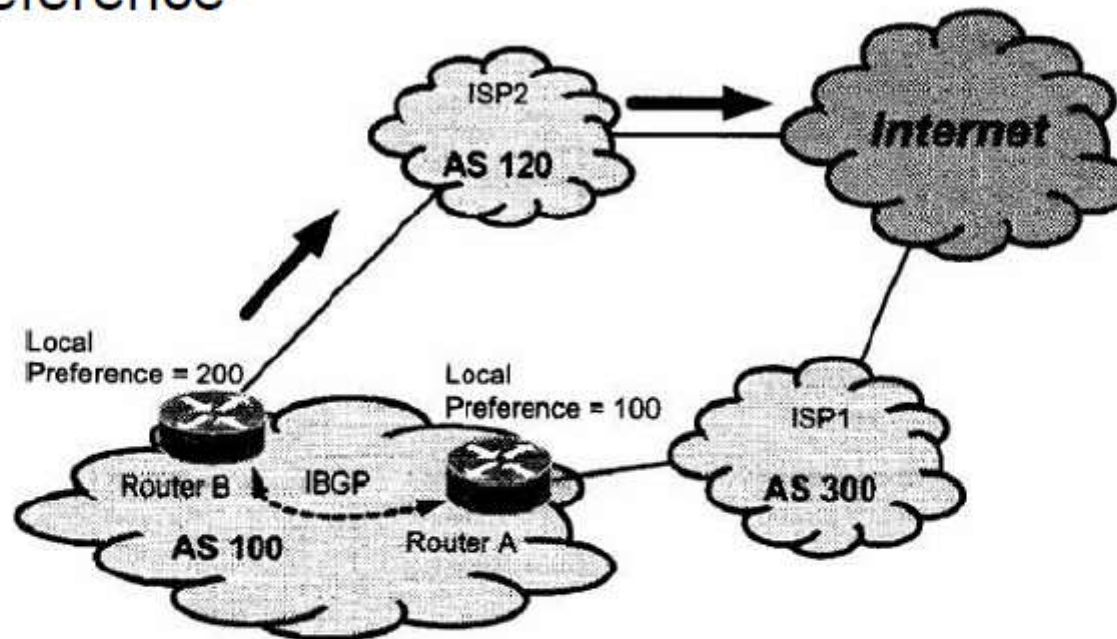 ISP2
AS 120
Internet
Local
Preference = 200
Local
Preference = 100
ISP1
AS 300
Router B
IBGP
AS 100
Router A